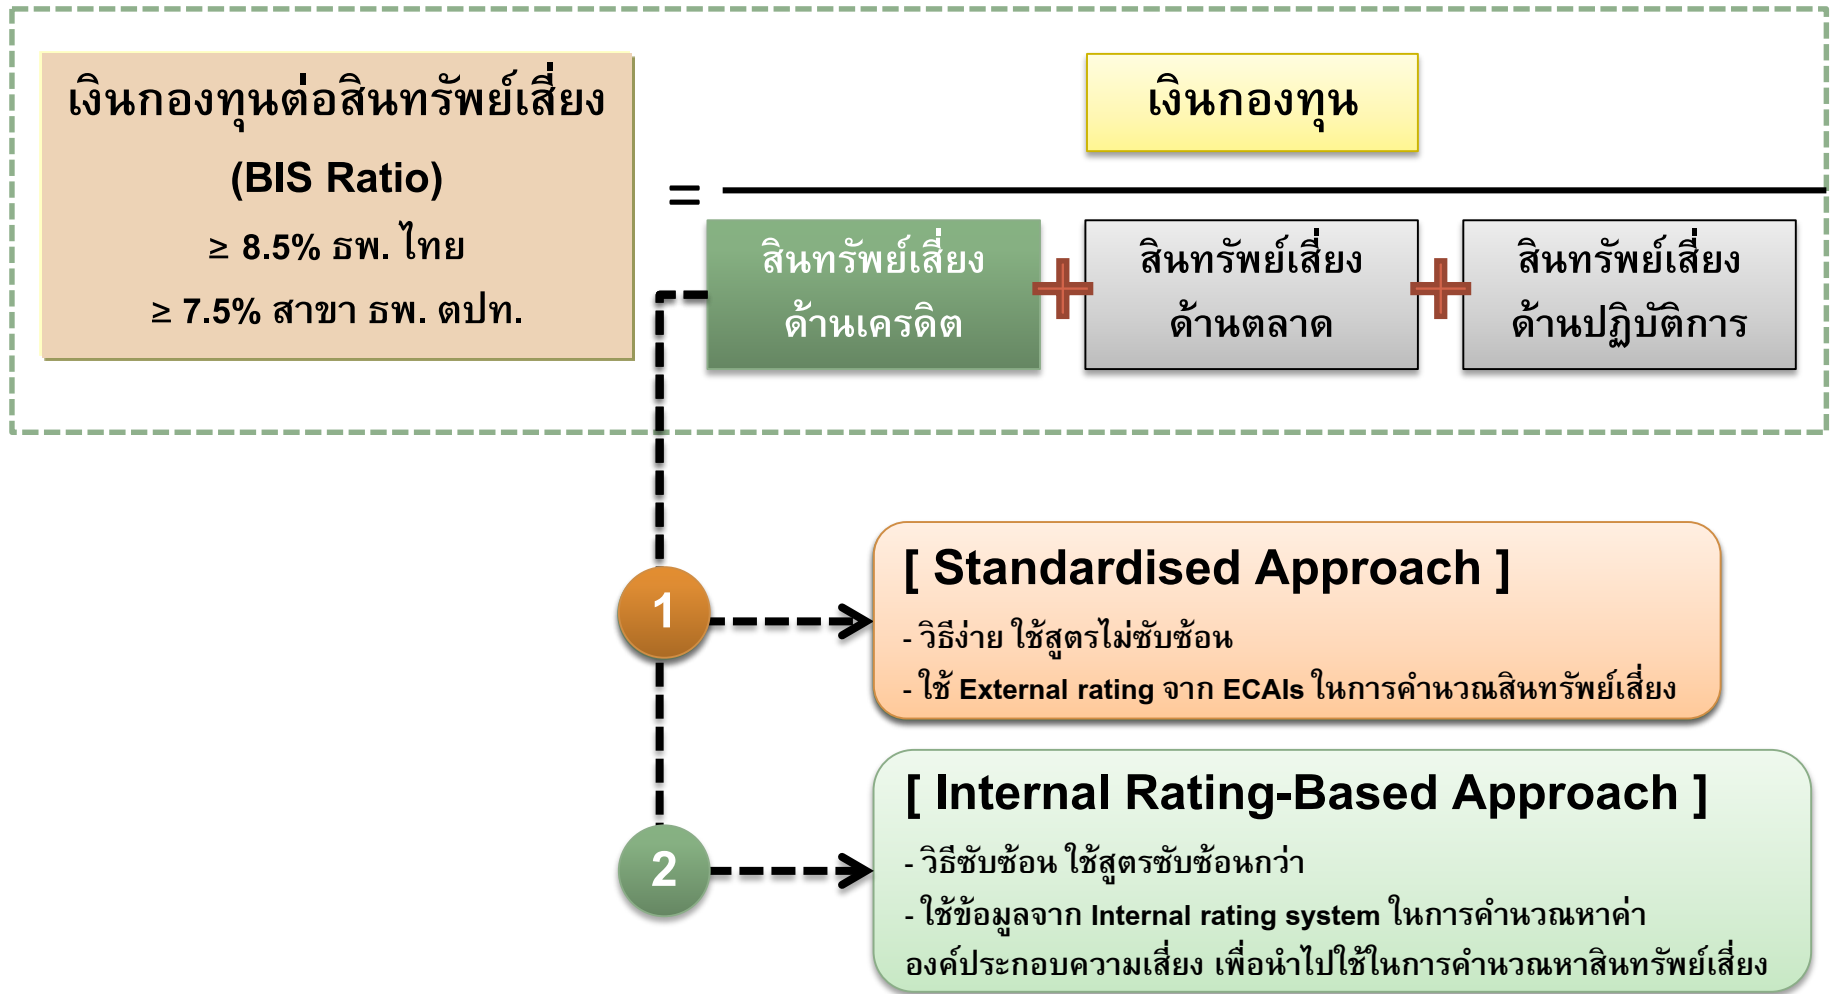 เงินกองทุนต่อสินทรัพย์เสี่ยง
(BIS Ratio)
≥ 8.5% ธพ. ไทย
≥ 7.5% สาขา ธพ. ตปท.
=
เงินกองทุน
สินทรัพย์เสี่ยง
ด้านเครดิต
+
สินทรัพย์เสี่ยง
ด้านตลาด
+
สินทรัพย์เสี่ยง
ด้านปฏิบัติการ
1
[ Standardised Approach ]
- วิธีง่าย ใช้สูตรไม่ซับซ้อน
- ใช้ External rating จาก ECAIs ในการคำนวณสินทรัพย์เสี่ยง
2
[ Internal Rating-Based Approach ]
- วิธีซับซ้อน ใช้สูตรซับซ้อนกว่า
- ใช้ข้อมูลจาก Internal rating system ในการคำนวณหาค่า
องค์ประกอบความเสี่ยง เพื่อนำไปใช้ในการคำนวณหาสินทรัพย์เสี่ยง